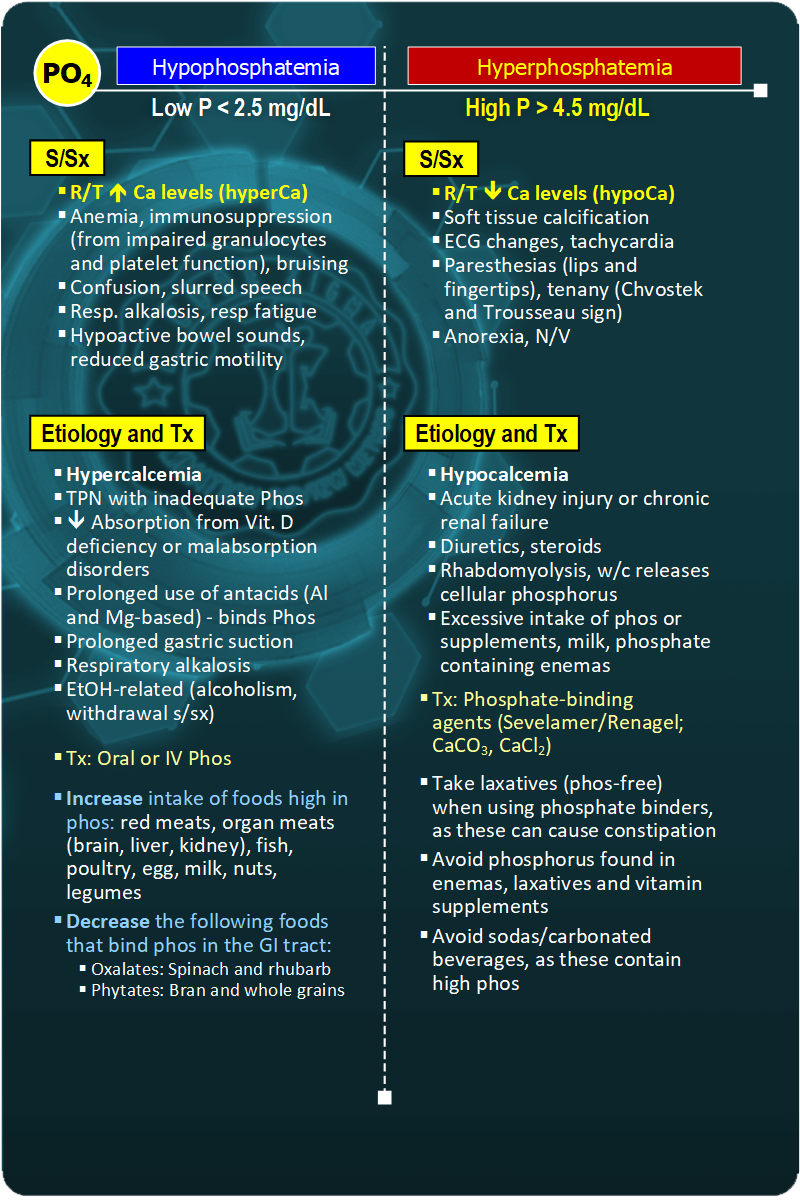 PO₄
Hypophosphatemia
Low P < 2.5 mg/dL
S/Sx
▪ R/T 🡹 Ca levels (hyperCa)
▪ Anemia, immunosuppression
(from impaired granulocytes
and platelet function), bruising
▪ Confusion, slurred speech
▪ Resp. alkalosis, resp fatigue
▪ Hypoactive bowel sounds,
reduced gastric motility
Etiology and Tx
▪ Hypercalcemia
▪ TPN with inadequate Phos
▪ 🡻 Absorption from Vit. D
deficiency or malabsorption
disorders
▪ Prolonged use of antacids (Al
and Mg-based) - binds Phos
▪ Prolonged gastric suction
▪ Respiratory alkalosis
▪ EtOH-related (alcoholism,
withdrawal s/sx)
▪ Tx: Oral or IV Phos
▪ Increase intake of foods high in
phos: red meats, organ meats
(brain, liver, kidney), fish,
poultry, egg, milk, nuts,
legumes
▪ Decrease the following foods
that bind phos in the GI tract:
▪ Oxalates: Spinach and rhubarb
▪ Phytates: Bran and whole grains
Hyperphosphatemia
High P > 4.5 mg/dL
S/Sx
▪ R/T 🡻 Ca levels (hypoCa)
▪ Soft tissue calcification
▪ ECG changes, tachycardia
▪ Paresthesias (lips and
fingertips), tenany (Chvostek
and Trousseau sign)
▪ Anorexia, N/V
Etiology and Tx
▪ Hypocalcemia
▪ Acute kidney injury or chronic
renal failure
▪ Diuretics, steroids
▪ Rhabdomyolysis, w/c releases
cellular phosphorus
▪ Excessive intake of phos or
supplements, milk, phosphate
containing enemas
▪ Tx: Phosphate-binding
agents (Sevelamer/Renagel;
CaCO₃, CaCl₂)
▪ Take laxatives (phos-free)
when using phosphate binders,
as these can cause constipation
▪ Avoid phosphorus found in
enemas, laxatives and vitamin
supplements
▪ Avoid sodas/carbonated
beverages, as these contain
high phos